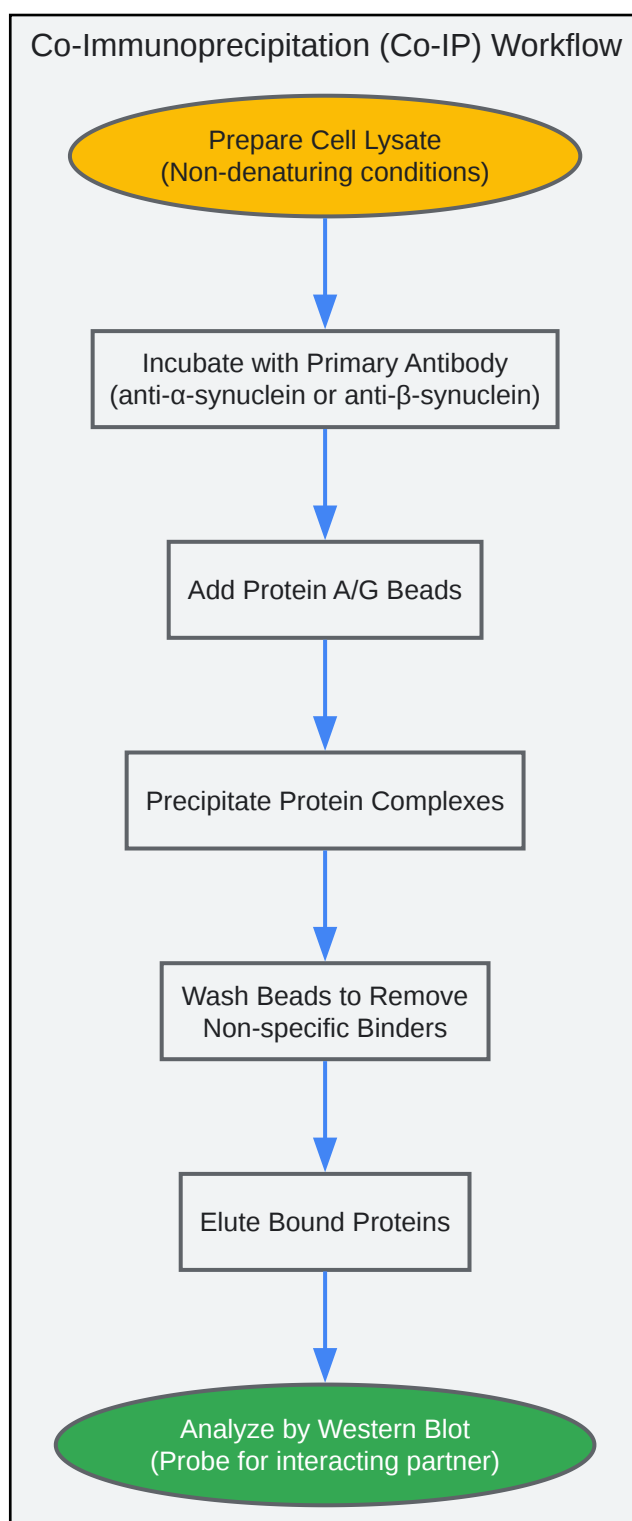 Co-Immunoprecipitation (Co-IP) Workflow
Prepare Cell Lysate
(Non-denaturing conditions)
Incubate with Primary Antibody
(anti-α-synuclein or anti-β-synuclein)
Add Protein A/G Beads
Precipitate Protein Complexes
Wash Beads to Remove
Non-specific Binders
Elute Bound Proteins
Analyze by Western Blot
(Probe for interacting partner)